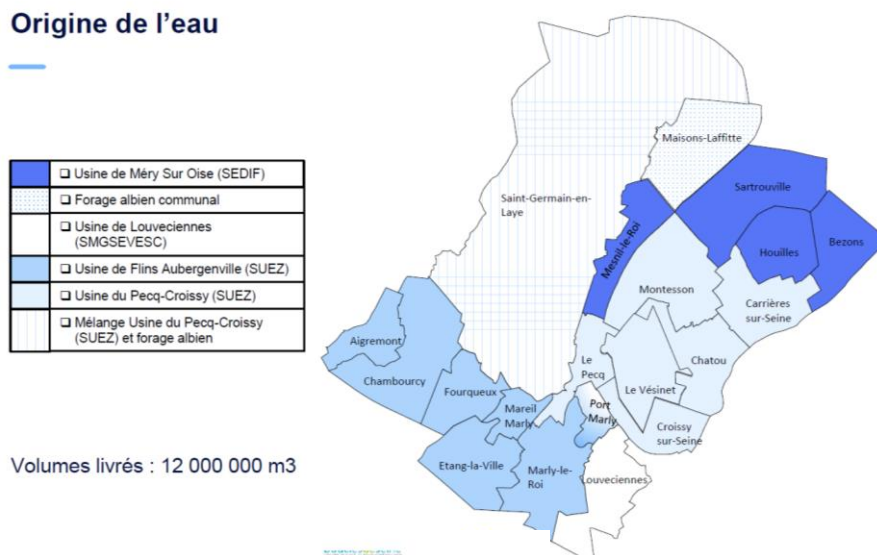 Origine de l'eau
❑ Usine de Méry Sur Oise (SEDIF)
❑ Forage albien communal
❑ Usine de Louveciennes
(SMGSEVESC)
❑ Usine de Flins Aubergenville (SUEZ)
❑ Usine du Pecq-Croissy (SUEZ)
❑ Mélange Usine du Pecq-Croissy
(SUEZ) et forage albien
Volumes livrés : 12 000 000 m3
Maisons-Laffitte
Sartrouville
Saint-Germain-en-
Laye
Mesnil-le-Roi
Houilles
Bezons
Montesson
Carrières
sur-Seine
Aigremont
Chambourcy
Fourqueux
Le
Pecq
Chatou
Le Vésinet
Mareil
Marly
Port
Marly
Croissy
sur-Seine
Etang-la-Ville
Marly-le-
Roi
Louveciennes